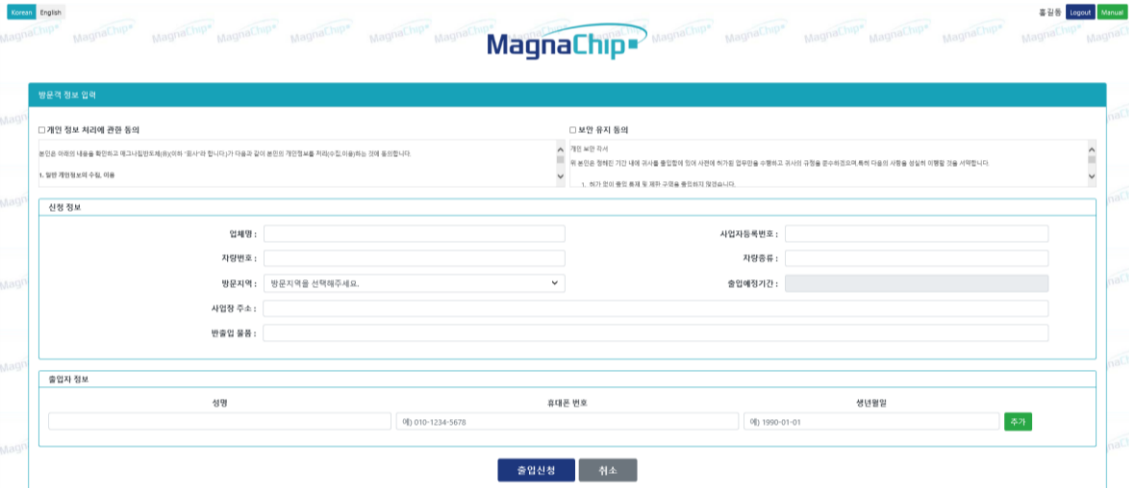 Korean English
홍길동 Logout Manual
MagnaChip
방문객 정보 입력
개인 정보 처리에 관한 동의
본인은 아래의 내용을 확인하고 매그나칩반도체(유)(이하 "회사"라 합니다)가 다음과 같이 본인의 개인정보를 처리(수집,이용)하는 것에 동의합니다.
1. 일반 개인정보의 수집, 이용
보안 유지 동의
개인 보안 각서
위 본인은 정해진 기간 내에 귀사를 출입함에 있어 사전에 허가된 업무만을 수행하고 귀사의 규정을 준수하겠으며,특히 다음의 사항을 성실히 이행할 것을 서약합니다.
1. 허가 없이 출입 통제 및 제한 구역을 출입하지 않겠습니다.
신청 정보
업체명 : 사업자등록번호 :
차량번호 : 차량종류 :
방문지역 : 방문지역을 선택해주세요. 출입예정기간 :
사업장 주소 :
반출입 물품 :
출입자 정보
성명 휴대폰 번호 생년월일
예) 010-1234-5678 예) 1990-01-01 추가
출입신청 취소